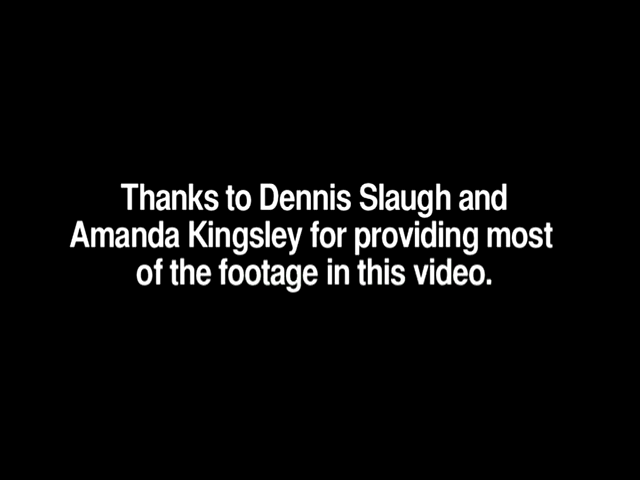 Thanks to Dennis Slaugh and
Amanda Kingsley for providing most
of the footage in this video.